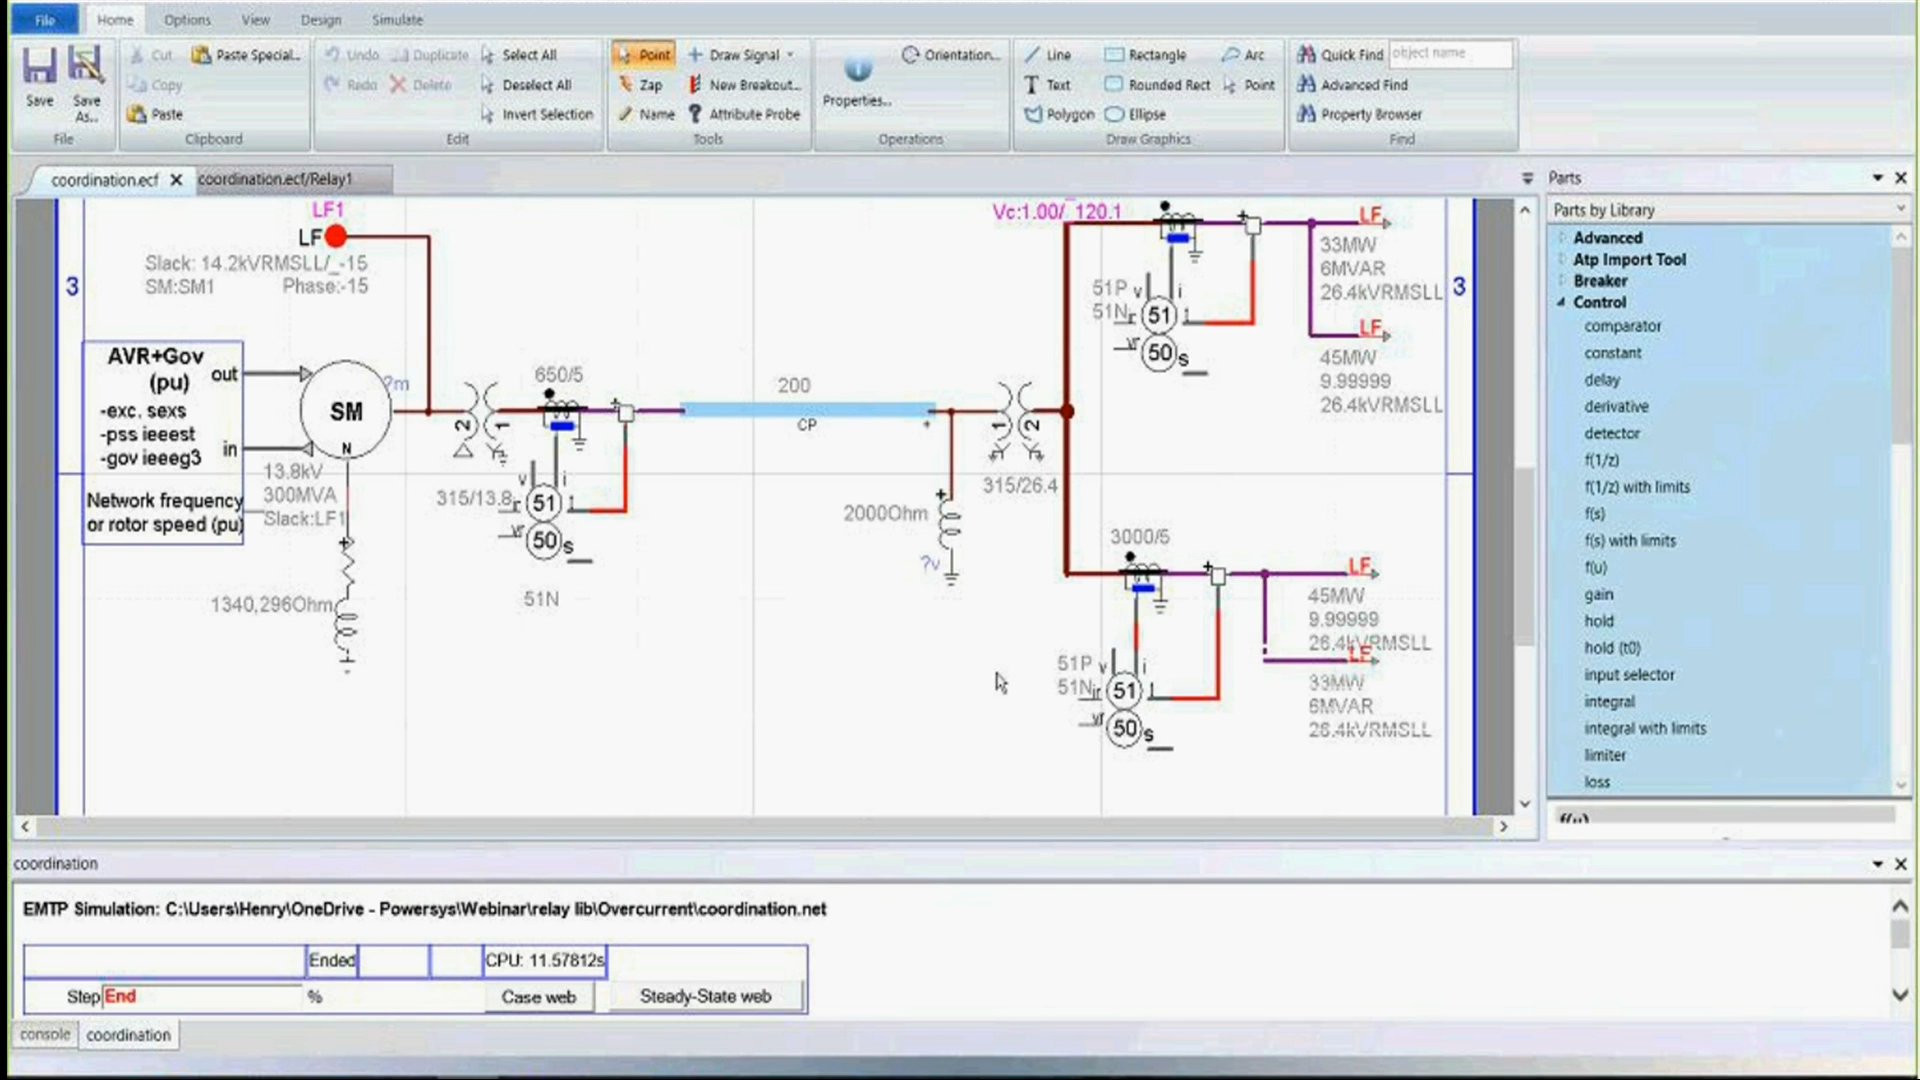 File
Home
Options
View
Design
Simulate
Save
Save As..
File
Cut
Copy
Paste
Paste Special...
Clipboard
Undo
Redo
Duplicate
Delete
Select All
Deselect All
Invert Selection
Edit
Point
Zap
Name
Draw Signal
New Breakout...
Attribute Probe
Tools
Properties...
Orientation...
Operations
Line
Text
Polygon
Rectangle
Rounded Rect
Ellipse
Arc
Point
Draw Graphics
Quick Find
object name
Advanced Find
Property Browser
Find
coordination.ecf
coordination.ecf/Relay1
LF1
LF
Slack: 14.2kVRMSLL/_-15
SM:SM1
Phase:-15
3
AVR+Gov
(pu)
-exc. sexs
-pss ieeest
-gov ieeeg3
out
in
Network frequency
or rotor speed (pu)
SM
N
?m
13.8kV
300MVA
Slack:LF1
1340,296Ohm
2
1
315/13.8
650/5
v
i
51
50
s
51N
200
CP
2000Ohm
?v
1
2
315/26.4
Vc:1.00/_120.1
51P
51N
v
i
51
50
s
LF
33MW
6MVAR
26.4kVRMSLL
LF
45MW
9.99999
26.4kVRMSLL
3
3000/5
51P
51N
v
i
51
50
s
LF
45MW
9.99999
26.4kVRMSLL
LF
33MW
6MVAR
26.4kVRMSLL
Parts
Parts by Library
Advanced
Atp Import Tool
Breaker
Control
comparator
constant
delay
derivative
detector
f(1/z)
f(1/z) with limits
f(s)
f(s) with limits
f(u)
gain
hold
hold (t0)
input selector
integral
integral with limits
limiter
loss
f(u)
coordination
EMTP Simulation: C:\Users\Henry\OneDrive - Powersys\Webinar\relay lib\Overcurrent\coordination.net
Ended
CPU: 11.57812s
Step
End
%
Case web
Steady-State web
console
coordination